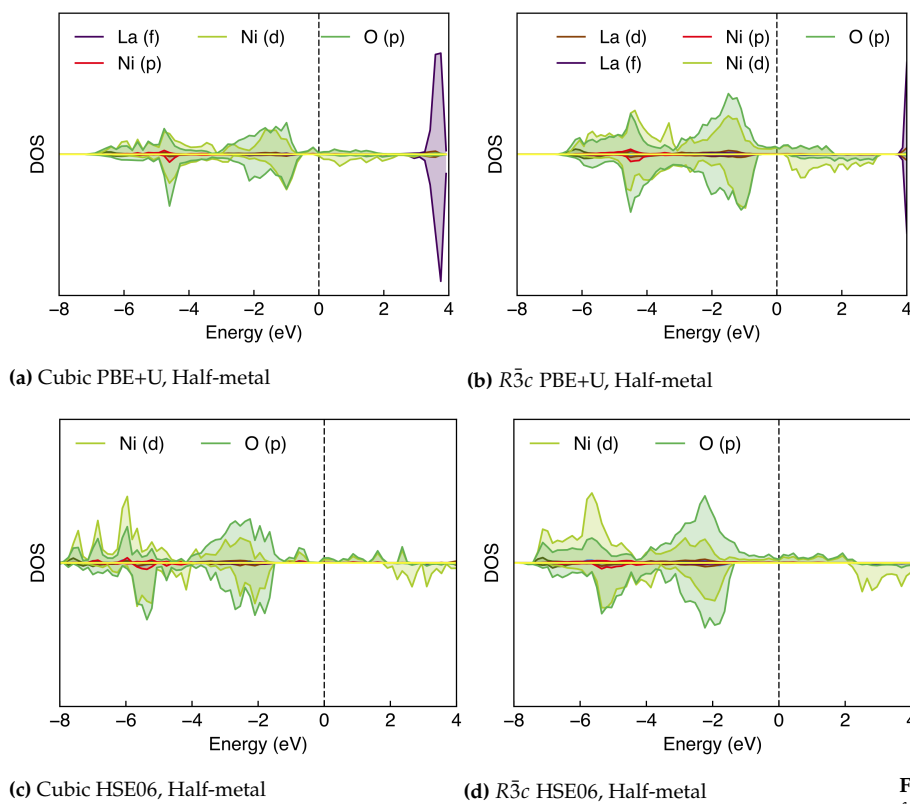 La (f) Ni (d) O (p)
Ni (p)
DOS
−8 −6 −4 −2 0 2 4
Energy (eV)
(a) Cubic PBE+U, Half-metal
La (d) Ni (p) O (p)
La (f) Ni (d)
DOS
−8 −6 −4 −2 0 2 4
Energy (eV)
(b) R3̄c PBE+U, Half-metal
Ni (d) O (p)
DOS
−8 −6 −4 −2 0 2 4
Energy (eV)
(c) Cubic HSE06, Half-metal
Ni (d) O (p)
DOS
−8 −6 −4 −2 0 2 4
Energy (eV)
(d) R3̄c HSE06, Half-metal
F